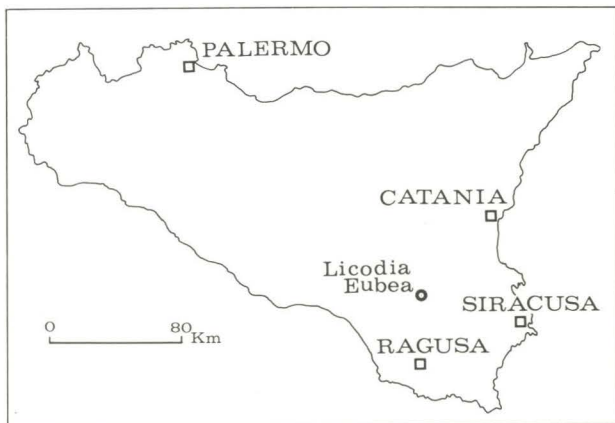 PALERMO
CATANIA
Licodia
Eubea
SIRACUSA
0 80
Km
RAGUSA